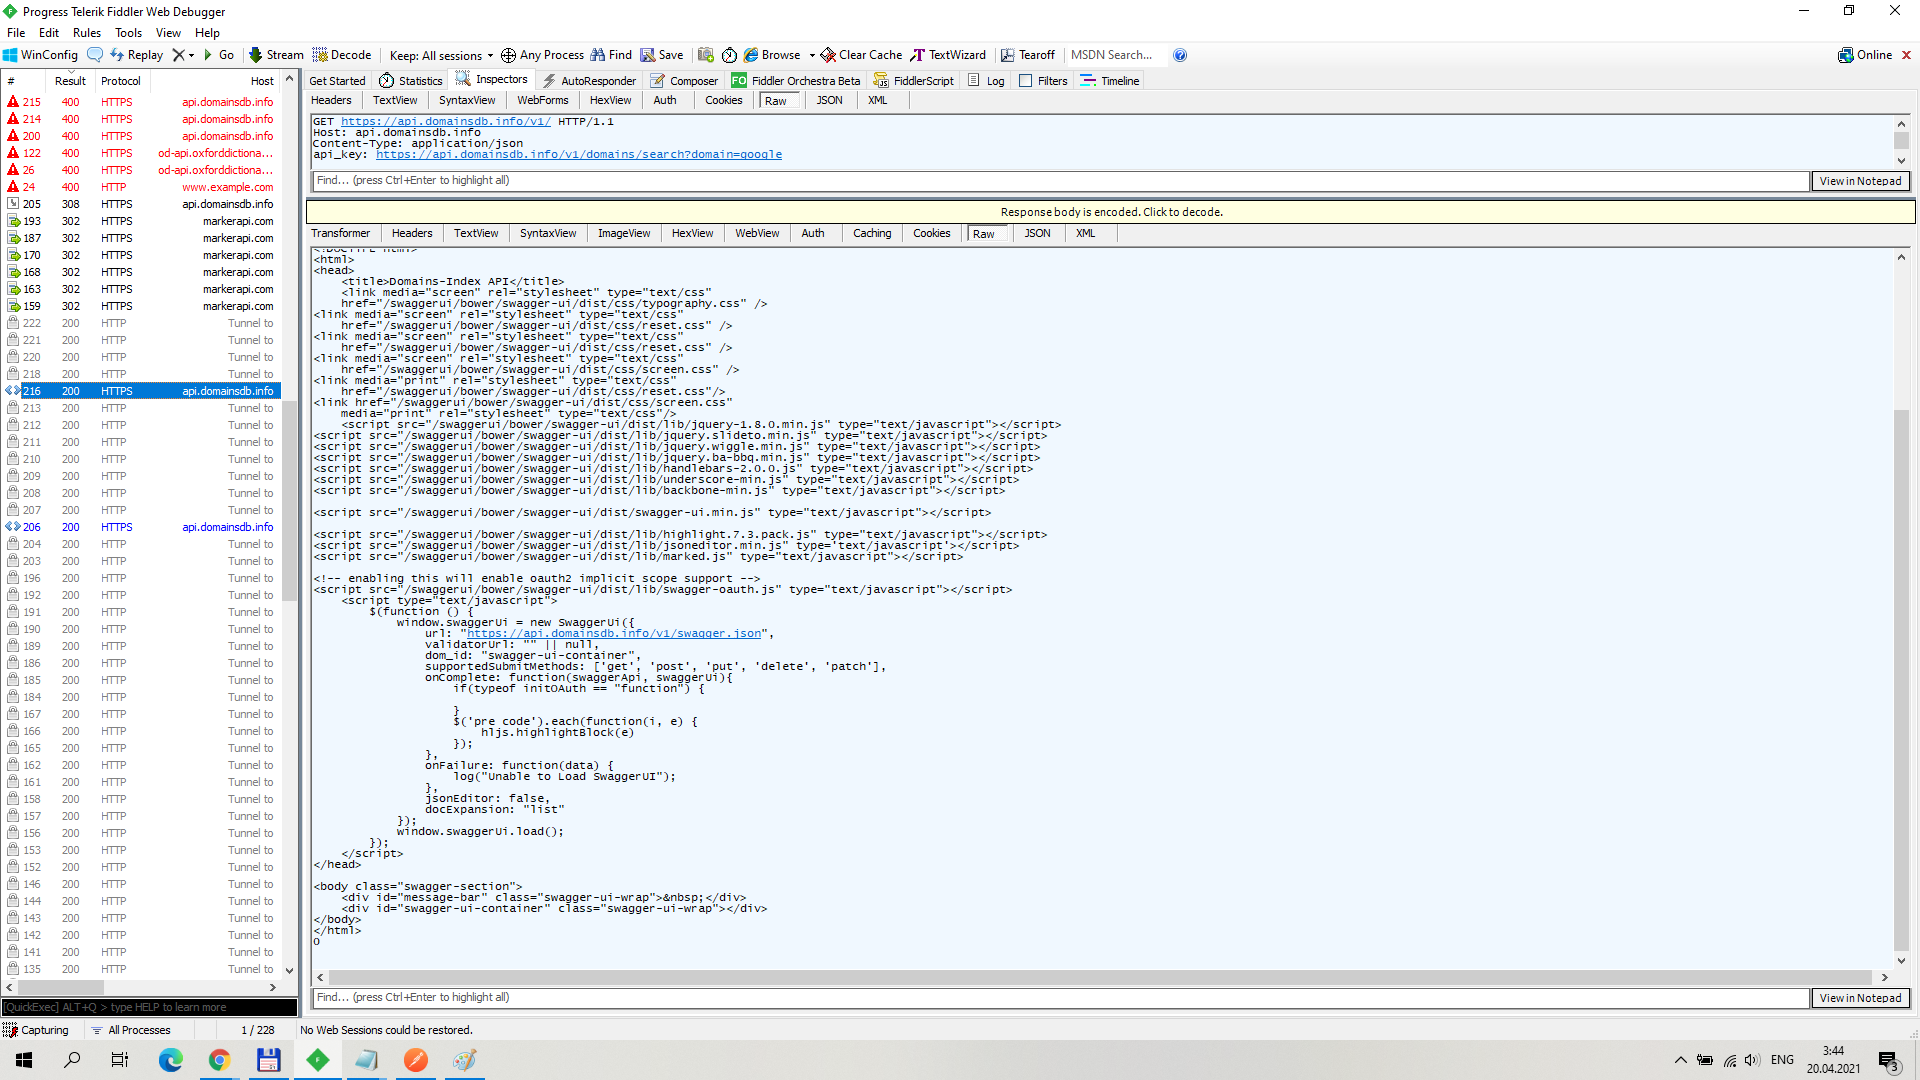 Progress Telerik Fiddler Web Debugger
File Edit Rules Tools View Help
WinConfig Replay Go Stream Decode Keep: All sessions Any Process Find Save Browse Clear Cache TextWizard Tearoff MSDN Search... Online
# Result Protocol Host
215 400 HTTPS api.domainsdb.info
214 400 HTTPS api.domainsdb.info
200 400 HTTPS api.domainsdb.info
122 400 HTTPS od-api.oxforddictiona...
26 400 HTTPS od-api.oxforddictiona...
24 400 HTTP www.example.com
205 308 HTTPS api.domainsdb.info
193 302 HTTPS markerapi.com
187 302 HTTPS markerapi.com
170 302 HTTPS markerapi.com
168 302 HTTPS markerapi.com
163 302 HTTPS markerapi.com
159 302 HTTPS markerapi.com
222 200 HTTP Tunnel to
221 200 HTTP Tunnel to
220 200 HTTP Tunnel to
218 200 HTTP Tunnel to
216 200 HTTPS api.domainsdb.info
213 200 HTTP Tunnel to
212 200 HTTP Tunnel to
211 200 HTTP Tunnel to
210 200 HTTP Tunnel to
209 200 HTTP Tunnel to
208 200 HTTP Tunnel to
207 200 HTTP Tunnel to
206 200 HTTPS api.domainsdb.info
204 200 HTTP Tunnel to
203 200 HTTP Tunnel to
196 200 HTTP Tunnel to
192 200 HTTP Tunnel to
191 200 HTTP Tunnel to
190 200 HTTP Tunnel to
189 200 HTTP Tunnel to
186 200 HTTP Tunnel to
185 200 HTTP Tunnel to
184 200 HTTP Tunnel to
167 200 HTTP Tunnel to
166 200 HTTP Tunnel to
165 200 HTTP Tunnel to
162 200 HTTP Tunnel to
161 200 HTTP Tunnel to
158 200 HTTP Tunnel to
157 200 HTTP Tunnel to
156 200 HTTP Tunnel to
153 200 HTTP Tunnel to
152 200 HTTP Tunnel to
146 200 HTTP Tunnel to
144 200 HTTP Tunnel to
143 200 HTTP Tunnel to
142 200 HTTP Tunnel to
141 200 HTTP Tunnel to
135 200 HTTP Tunnel to
[QuickExec] ALT+Q > type HELP to learn more
Get Started Statistics Inspectors AutoResponder Composer FO Fiddler Orchestra Beta FiddlerScript Log Filters Timeline
Headers TextView SyntaxView WebForms HexView Auth Cookies Raw JSON XML
GET https://api.domainsdb.info/v1/ HTTP/1.1
Host: api.domainsdb.info
Content-Type: application/json
api_key: https://api.domainsdb.info/v1/domains/search?domain=google
Find... (press Ctrl+Enter to highlight all) View in Notepad
Response body is encoded. Click to decode.
Transformer Headers TextView SyntaxView ImageView HexView WebView Auth Caching Cookies Raw JSON XML
<!DOCTYPE html>
<html>
<head>
    <title>Domains-Index API</title>
    <link media="screen" rel="stylesheet" type="text/css"
    href="/swaggerui/bower/swagger-ui/dist/css/typography.css" />
<link media="screen" rel="stylesheet" type="text/css"
    href="/swaggerui/bower/swagger-ui/dist/css/reset.css" />
<link media="screen" rel="stylesheet" type="text/css"
    href="/swaggerui/bower/swagger-ui/dist/css/reset.css" />
<link media="screen" rel="stylesheet" type="text/css"
    href="/swaggerui/bower/swagger-ui/dist/css/screen.css" />
<link media="print" rel="stylesheet" type="text/css"
    href="/swaggerui/bower/swagger-ui/dist/css/reset.css"/>
<link href="/swaggerui/bower/swagger-ui/dist/css/screen.css"
    media="print" rel="stylesheet" type="text/css"/>
    <script src="/swaggerui/bower/swagger-ui/dist/lib/jquery-1.8.0.min.js" type="text/javascript"></script>
<script src="/swaggerui/bower/swagger-ui/dist/lib/jquery.slideto.min.js" type="text/javascript"></script>
<script src="/swaggerui/bower/swagger-ui/dist/lib/jquery.wiggle.min.js" type="text/javascript"></script>
<script src="/swaggerui/bower/swagger-ui/dist/lib/jquery.ba-bbq.min.js" type="text/javascript"></script>
<script src="/swaggerui/bower/swagger-ui/dist/lib/handlebars-2.0.0.js" type="text/javascript"></script>
<script src="/swaggerui/bower/swagger-ui/dist/lib/underscore-min.js" type="text/javascript"></script>
<script src="/swaggerui/bower/swagger-ui/dist/lib/backbone-min.js" type="text/javascript"></script>
<script src="/swaggerui/bower/swagger-ui/dist/swagger-ui.min.js" type="text/javascript"></script>
<script src="/swaggerui/bower/swagger-ui/dist/lib/highlight.7.3.pack.js" type="text/javascript"></script>
<script src="/swaggerui/bower/swagger-ui/dist/lib/jsoneditor.min.js" type='text/javascript'></script>
<script src="/swaggerui/bower/swagger-ui/dist/lib/marked.js" type="text/javascript"></script>
<!-- enabling this will enable oauth2 implicit scope support -->
<script src="/swaggerui/bower/swagger-ui/dist/lib/swagger-oauth.js" type="text/javascript"></script>
    <script type="text/javascript">
        $(function () {
            window.swaggerUi = new SwaggerUi({
                url: "https://api.domainsdb.info/v1/swagger.json",
                validatorUrl: "" || null,
                dom_id: "swagger-ui-container",
                supportedSubmitMethods: ['get', 'post', 'put', 'delete', 'patch'],
                onComplete: function(swaggerApi, swaggerUi){
                    if(typeof initOAuth == "function") {
                    }
                    $('pre code').each(function(i, e) {
                        hljs.highlightBlock(e)
                    });
                },
                onFailure: function(data) {
                    log("Unable to Load SwaggerUI");
                },
                jsonEditor: false,
                docExpansion: "list"
            });
            window.swaggerUi.load();
        });
    </script>
</head>
<body class="swagger-section">
    <div id="message-bar" class="swagger-ui-wrap">&nbsp;</div>
    <div id="swagger-ui-container" class="swagger-ui-wrap"></div>
</body>
</html>
0
Find... (press Ctrl+Enter to highlight all) View in Notepad
Capturing All Processes 1 / 228 No Web Sessions could be restored.
ENG 3:44
20.04.2021 3